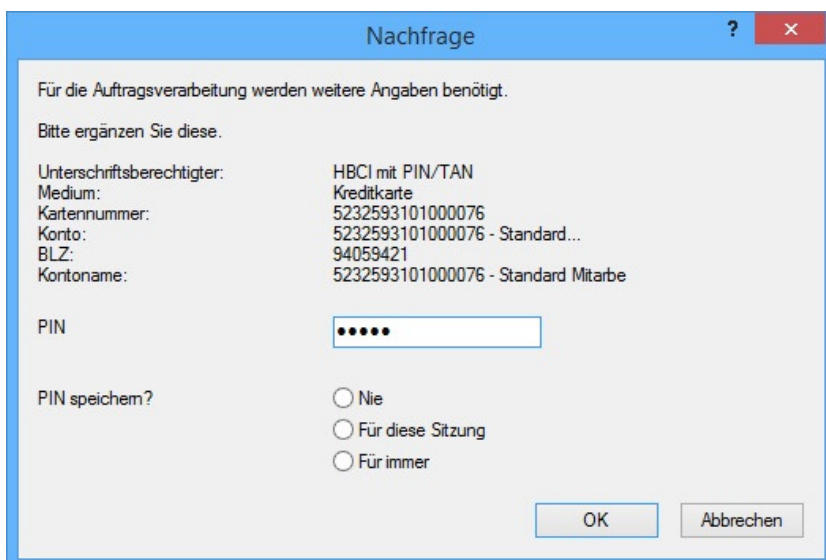 Nachfrage
?
Für die Auftragsverarbeitung werden weitere Angaben benötigt.
Bitte ergänzen Sie diese.
Unterschriftsberechtigter: HBCI mit PIN/TAN
Medium: Kreditkarte
Kartennummer: 5232593101000076
Konto: 5232593101000076 - Standard...
BLZ: 94059421
Kontoname: 5232593101000076 - Standard Mitarbe
PIN •••••
PIN speichern? Nie
Für diese Sitzung
Für immer
OK Abbrechen